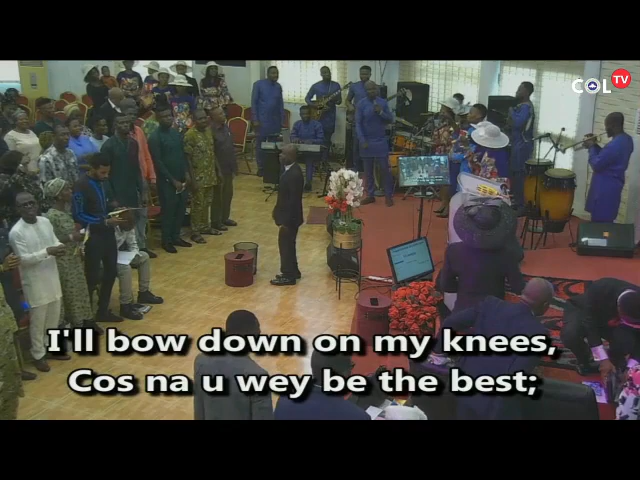 COL TV
I'll bow down on my knees,
Cos na u wey be the best;